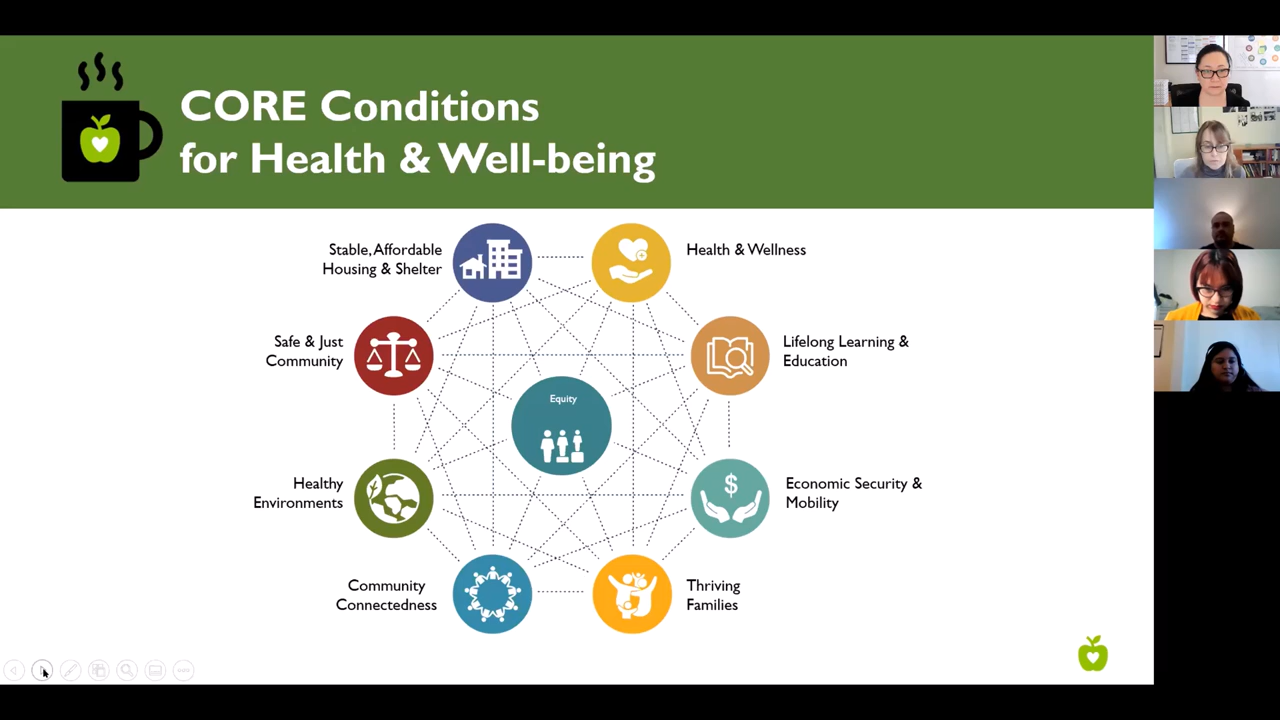 CORE Conditions
for Health & Well-being
Stable, Affordable
Housing & Shelter
Health & Wellness
Safe & Just
Community
Lifelong Learning &
Education
Equity
Healthy
Environments
$
Economic Security &
Mobility
Community
Connectedness
Thriving
Families